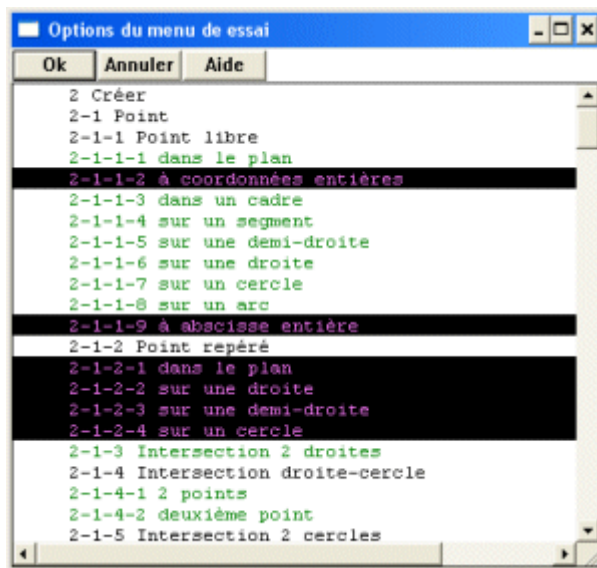 Options du menu de essai
Ok Annuler Aide
2 Créer
2-1 Point
2-1-1 Point libre
2-1-1-1 dans le plan
2-1-1-2 à coordonnées entières
2-1-1-3 dans un cadre
2-1-1-4 sur un segment
2-1-1-5 sur une demi-droite
2-1-1-6 sur une droite
2-1-1-7 sur un cercle
2-1-1-8 sur un arc
2-1-1-9 à abscisse entière
2-1-2 Point repéré
2-1-2-1 dans le plan
2-1-2-2 sur une droite
2-1-2-3 sur une demi-droite
2-1-2-4 sur un cercle
2-1-3 Intersection 2 droites
2-1-4 Intersection droite-cercle
2-1-4-1 2 points
2-1-4-2 deuxième point
2-1-5 Intersection 2 cercles